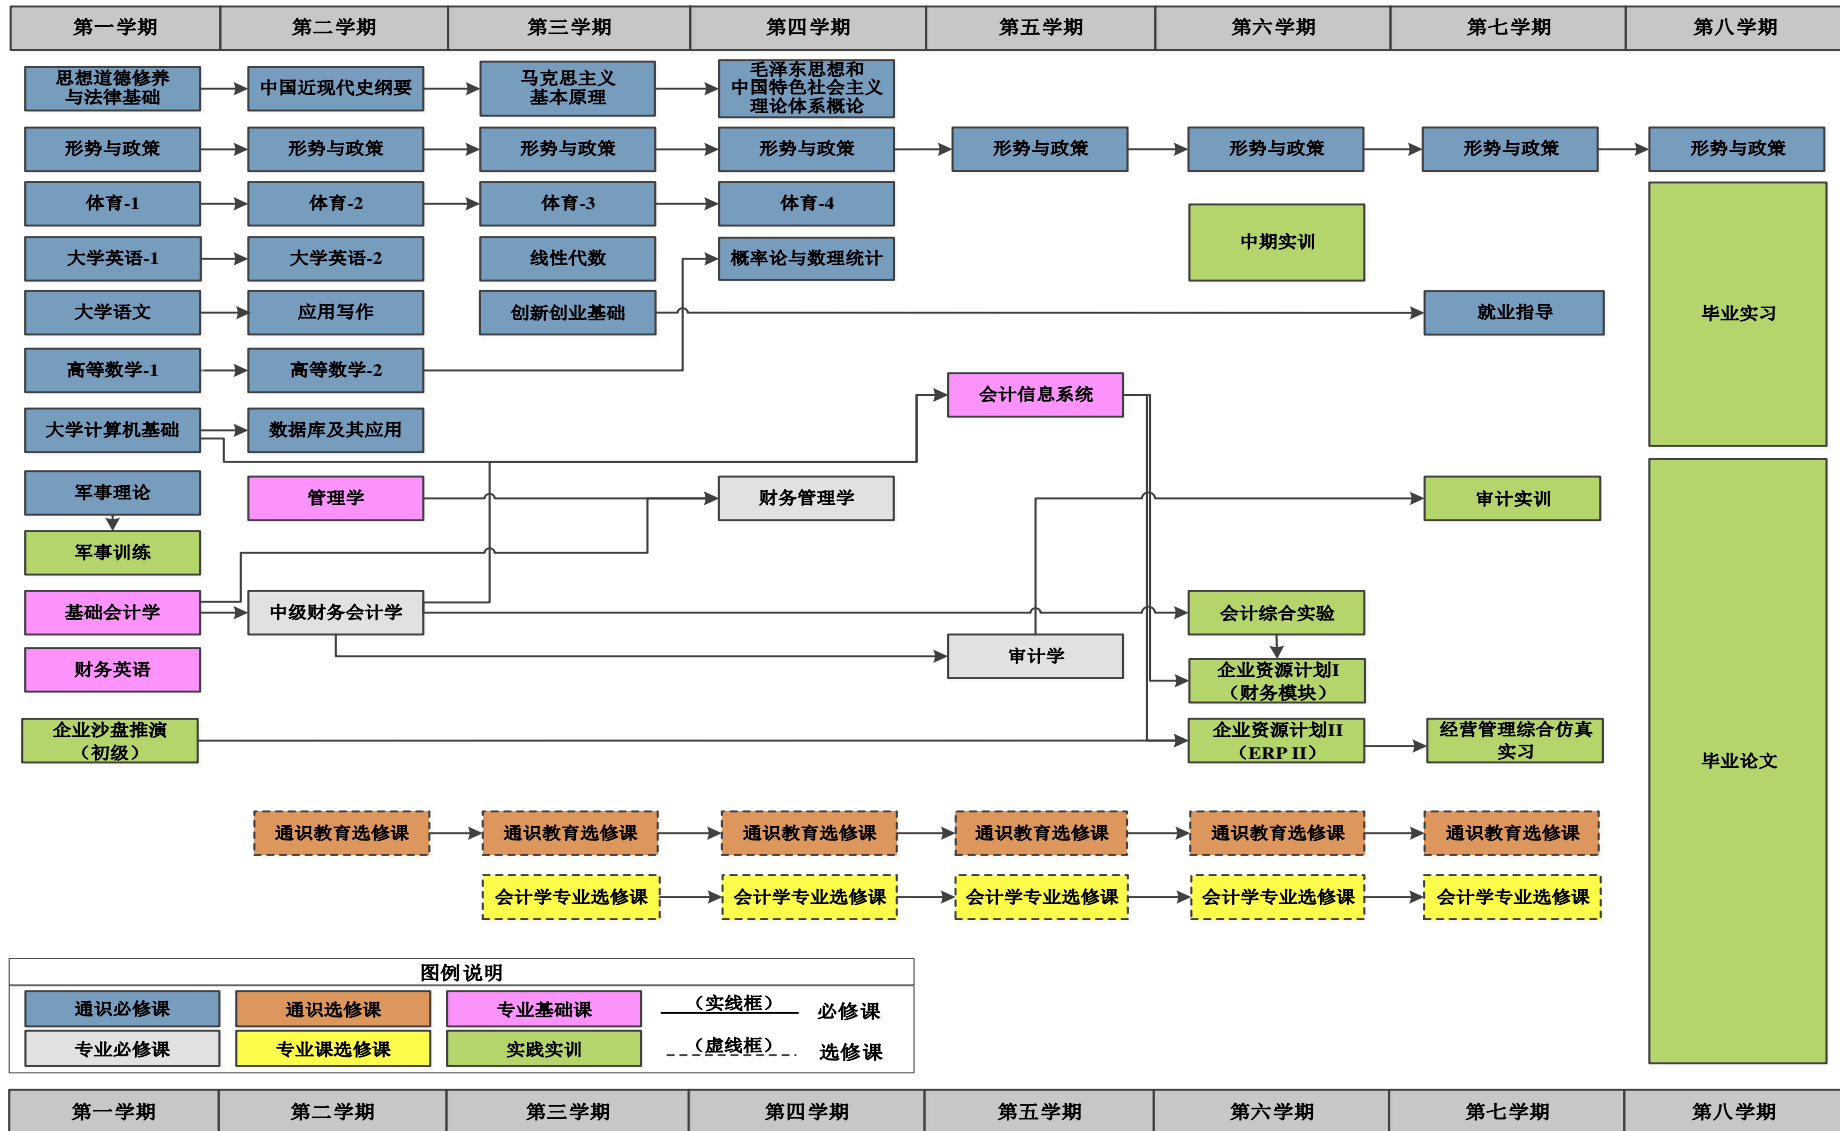 第一学期
第二学期
第三学期
第四学期
第五学期
第六学期
第七学期
第八学期
思想道德修养
与法律基础
中国近现代史纲要
马克思主义
基本原理
毛泽东思想和
中国特色社会主义
理论体系概论
形势与政策
形势与政策
形势与政策
形势与政策
形势与政策
形势与政策
形势与政策
形势与政策
体育-1
体育-2
体育-3
体育-4
中期实训
大学英语-1
大学英语-2
线性代数
概率论与数理统计
大学语文
应用写作
创新创业基础
就业指导
毕业实习
高等数学-1
高等数学-2
会计信息系统
大学计算机基础
数据库及其应用
军事理论
管理学
财务管理学
审计实训
军事训练
基础会计学
中级财务会计学
会计综合实验
财务英语
审计学
企业资源计划I
（财务模块）
企业沙盘推演
（初级）
企业资源计划II
（ERP II）
经营管理综合仿真
实习
毕业论文
通识教育选修课
通识教育选修课
通识教育选修课
通识教育选修课
通识教育选修课
通识教育选修课
会计学专业选修课
会计学专业选修课
会计学专业选修课
会计学专业选修课
会计学专业选修课
图例说明
通识必修课
通识选修课
专业基础课
（实线框）
必修课
专业必修课
专业课选修课
实践实训
（虚线框）
选修课
第一学期
第二学期
第三学期
第四学期
第五学期
第六学期
第七学期
第八学期